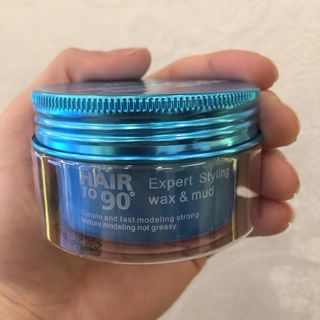 HAIR
TO 90°
Expert Styling
wax & mud
Simple and fast modeling strong
texture modeling not greasy